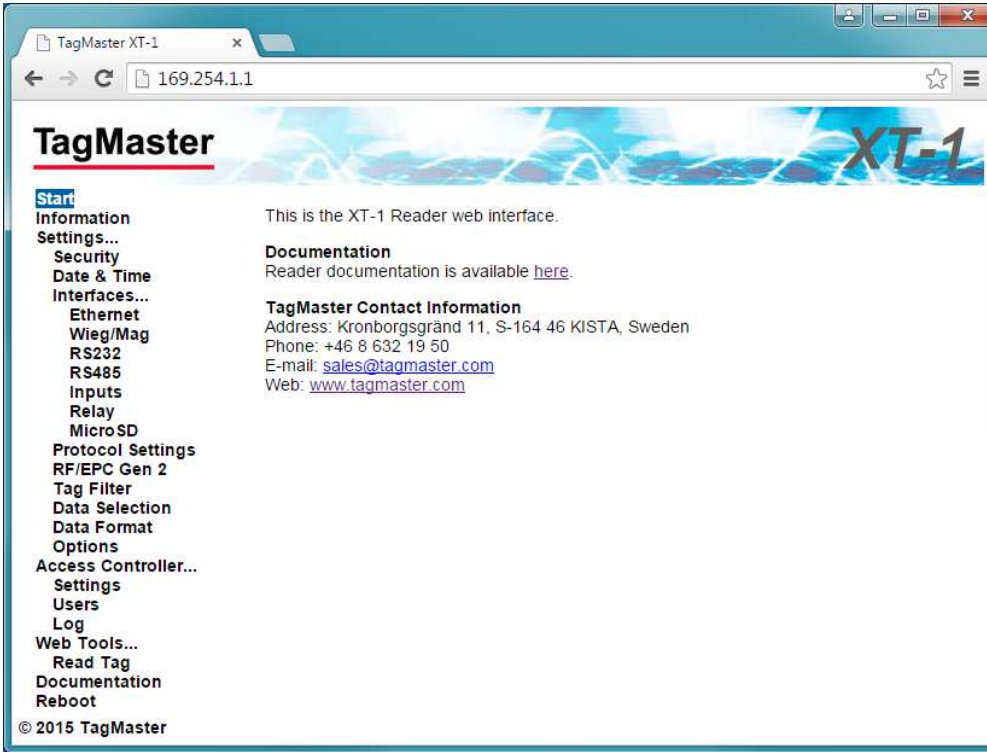 TagMaster XT-1
169.254.1.1
TagMaster
XT-1
Start
Information
Settings...
Security
Date & Time
Interfaces...
Ethernet
Wieg/Mag
RS232
RS485
Inputs
Relay
MicroSD
Protocol Settings
RF/EPC Gen 2
Tag Filter
Data Selection
Data Format
Options
Access Controller...
Settings
Users
Log
Web Tools...
Read Tag
Documentation
Reboot
© 2015 TagMaster
This is the XT-1 Reader web interface.
Documentation
Reader documentation is available here.
TagMaster Contact Information
Address: Kronborgsgränd 11, S-164 46 KISTA, Sweden
Phone: +46 8 632 19 50
E-mail: sales@tagmaster.com
Web: www.tagmaster.com